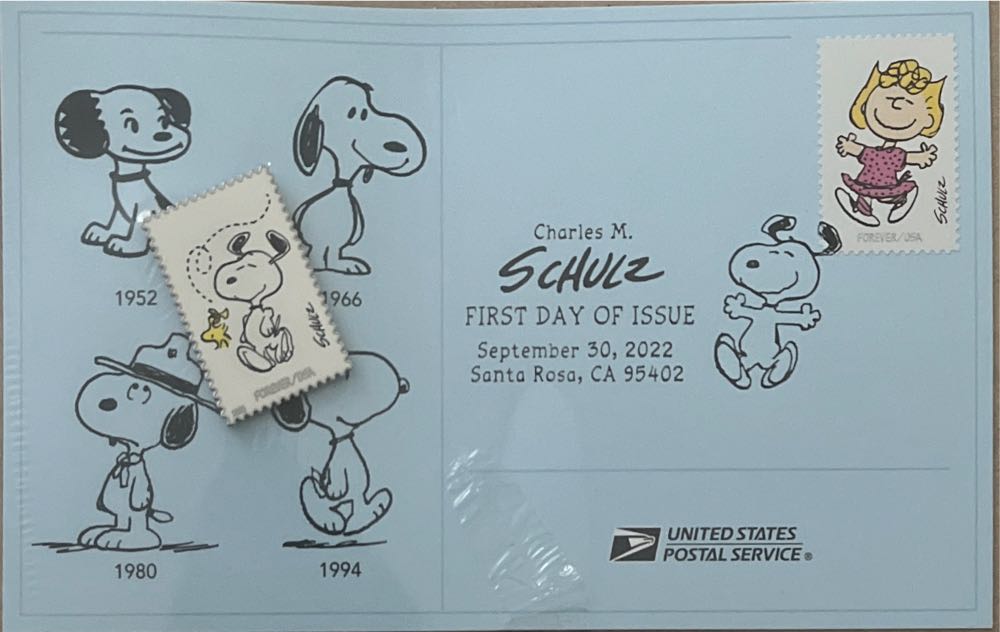 1952
1966
1980
1994
SCHULZ
FOREVER/USA
Charles M.
SCHULZ
FIRST DAY OF ISSUE
September 30, 2022
Santa Rosa, CA 95402
SCHULZ
FOREVER/USA
UNITED STATES
POSTAL SERVICE®